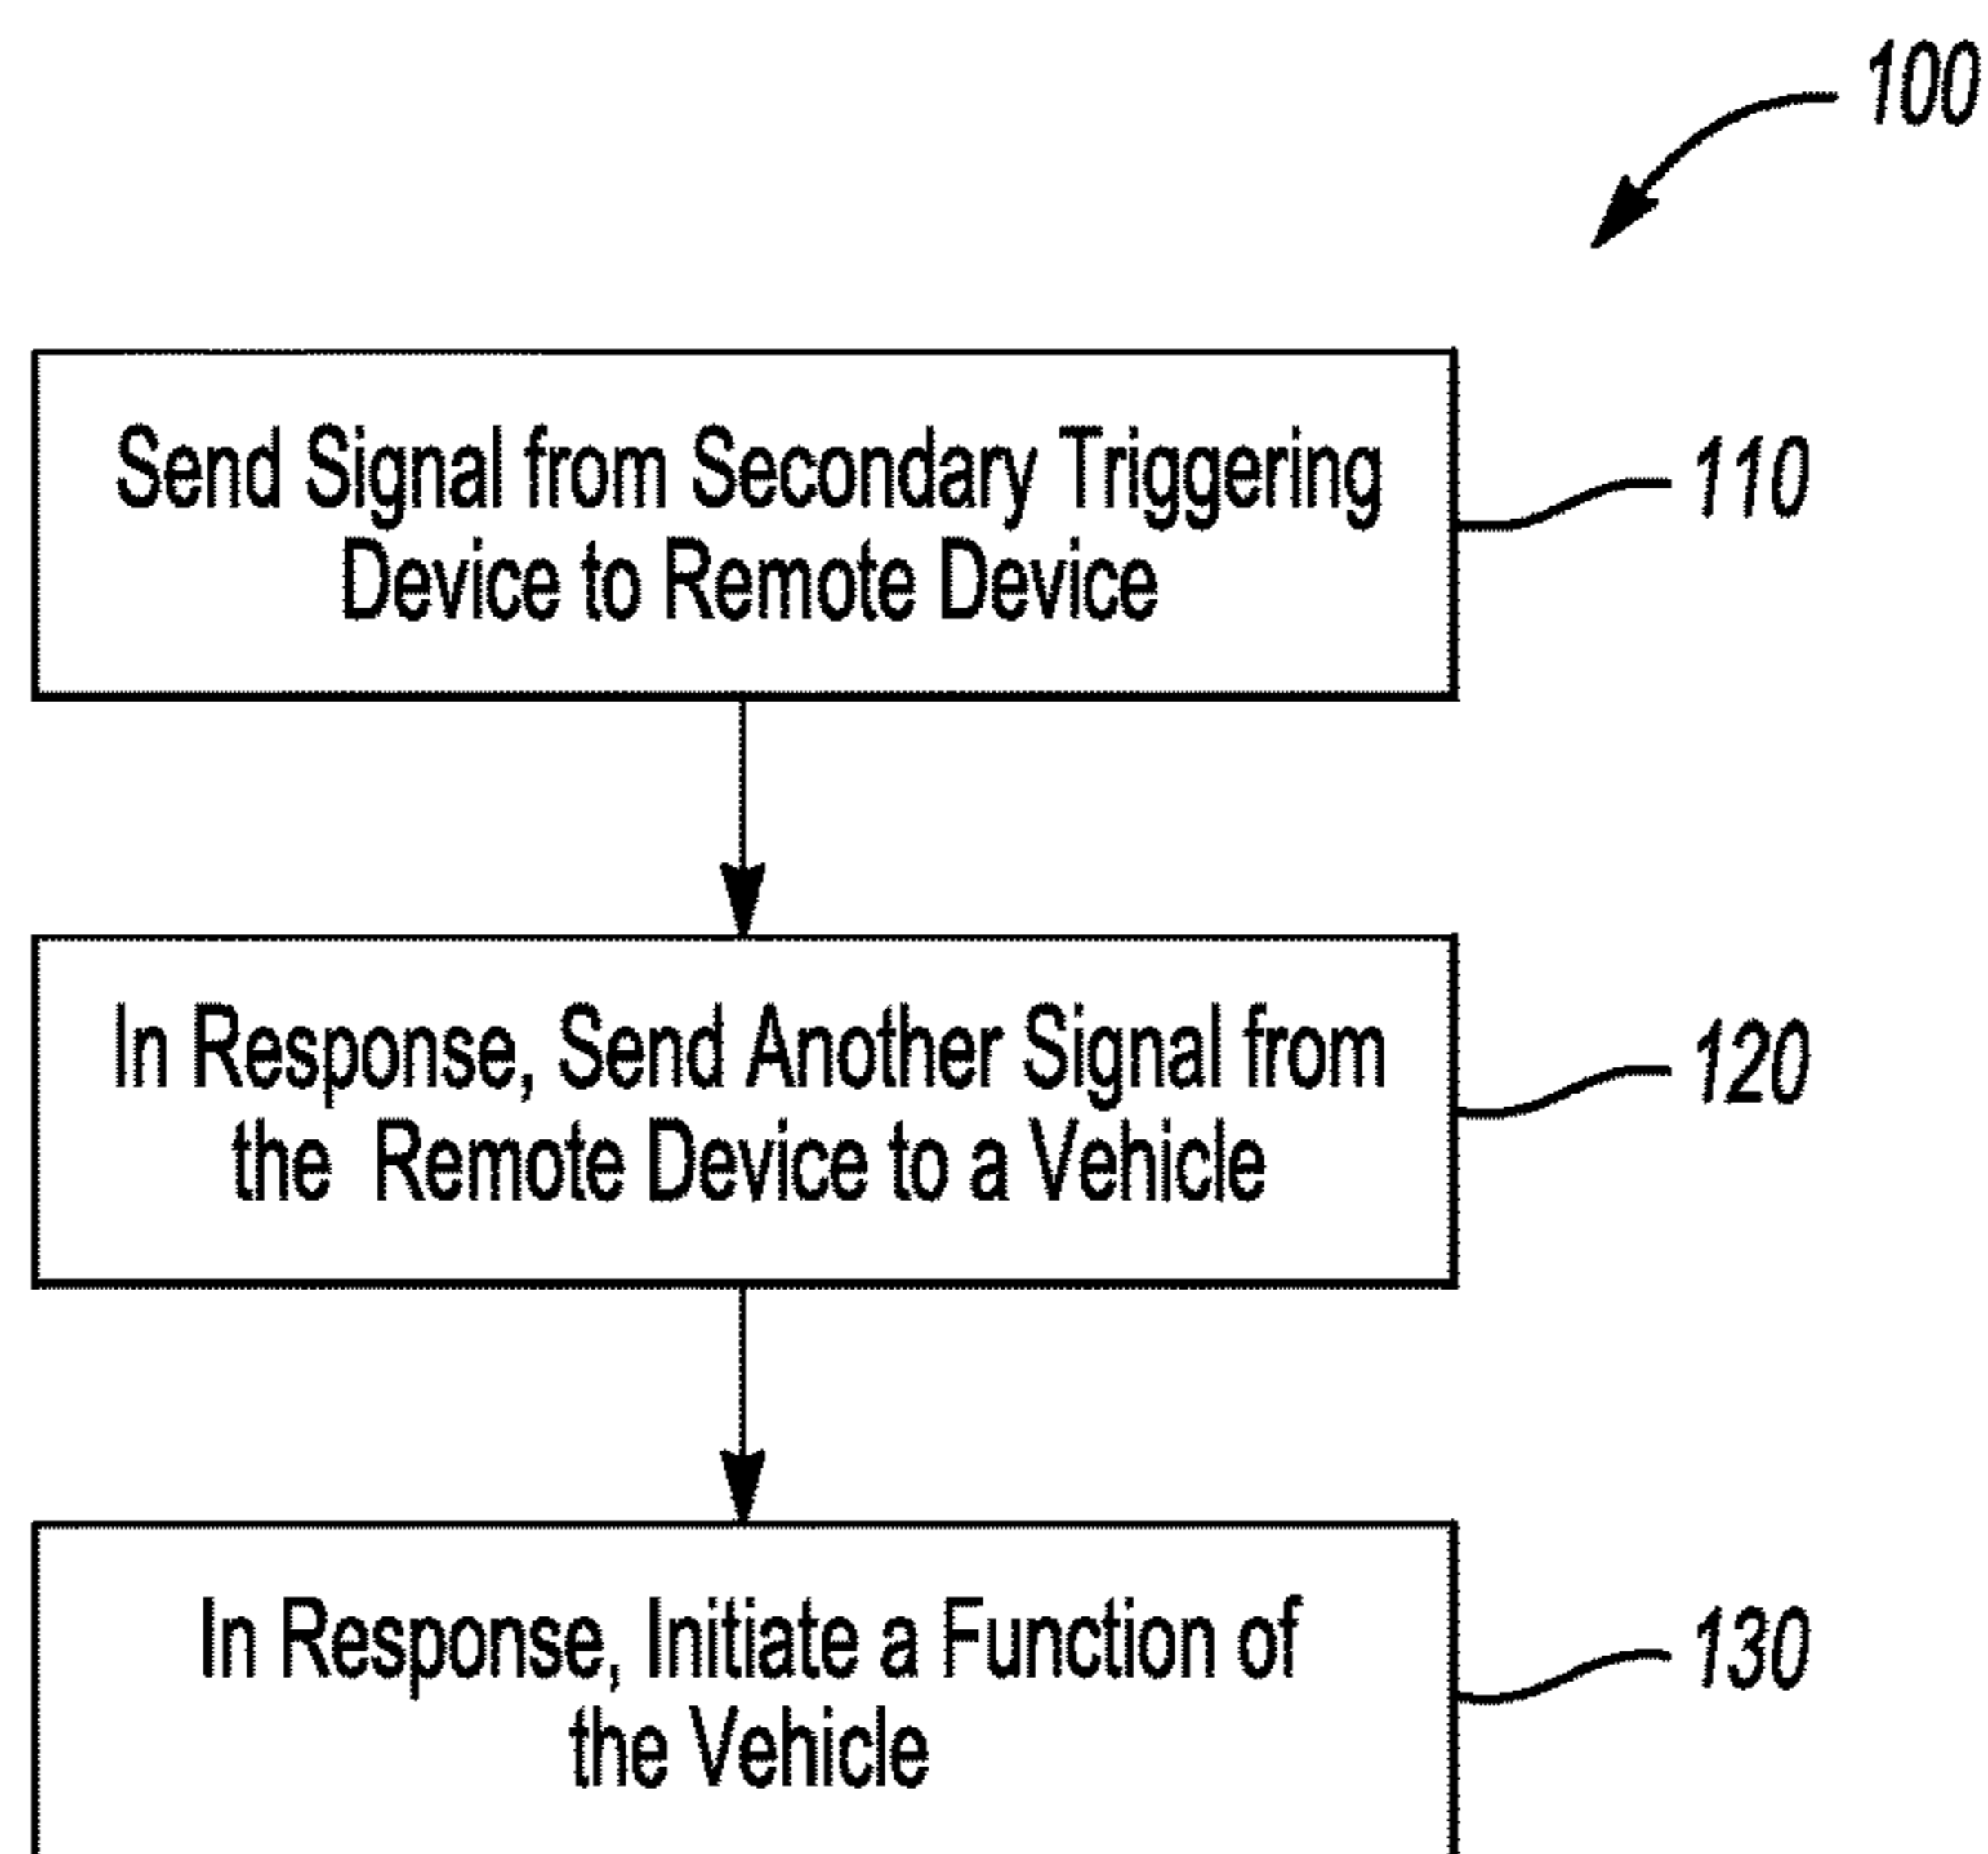 100
Send Signal from Secondary Triggering
Device to Remote Device
110
In Response, Send Another Signal from
the Remote Device to a Vehicle
120
In Response, Initiate a Function of
the Vehicle
130